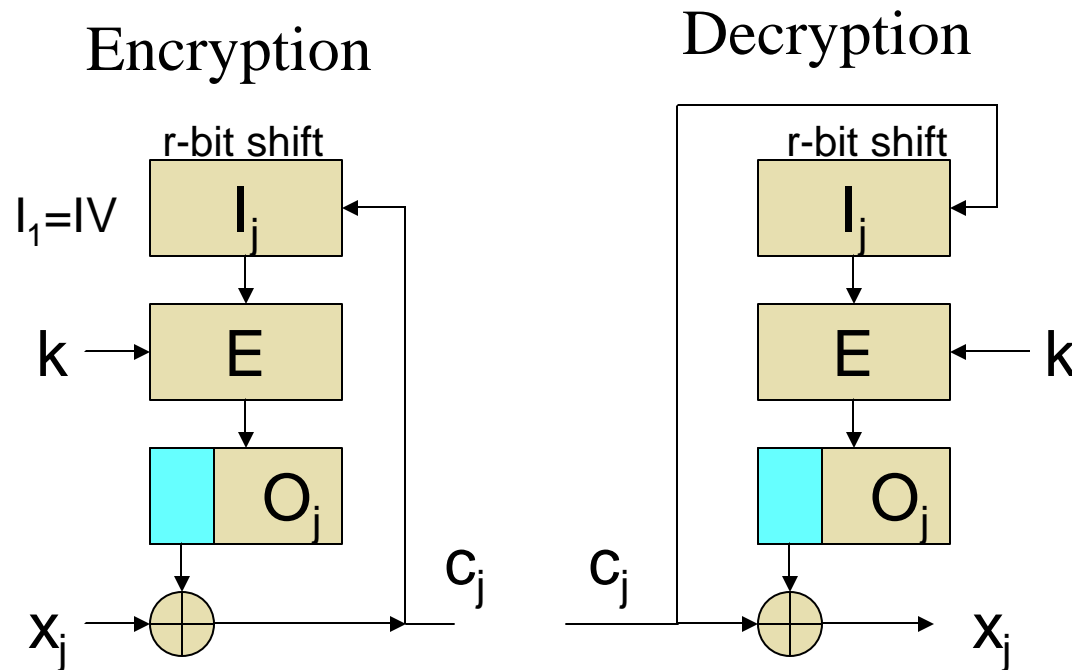 Encryption
r-bit shift
I₁=IV
Iⱼ
k
E
Oⱼ
xⱼ
cⱼ
Decryption
r-bit shift
Iⱼ
E
k
Oⱼ
cⱼ
xⱼ